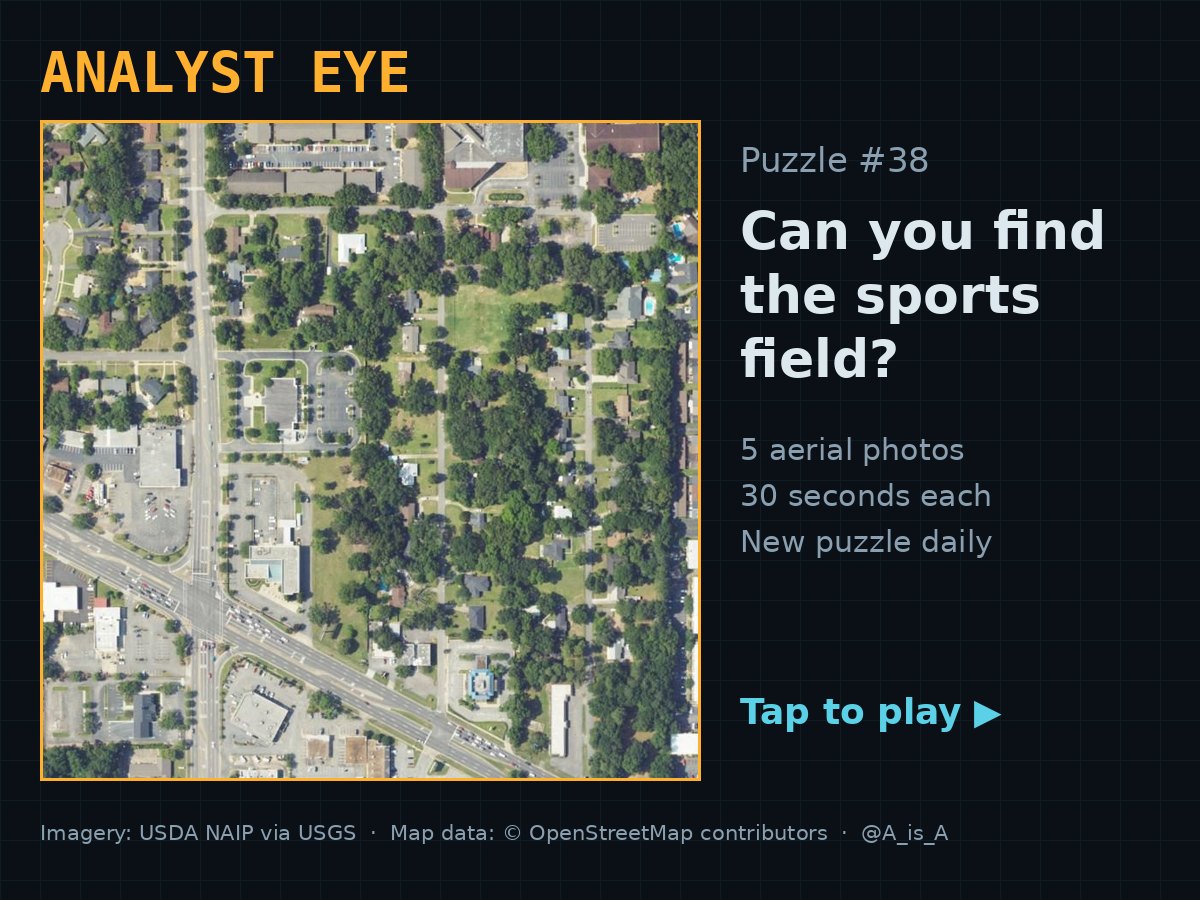 ANALYST EYE
Puzzle #38
Can you find
the sports
field?
5 aerial photos
30 seconds each
New puzzle daily
Tap to play ▶
Imagery: USDA NAIP via USGS · Map data: © OpenStreetMap contributors · @A_is_A